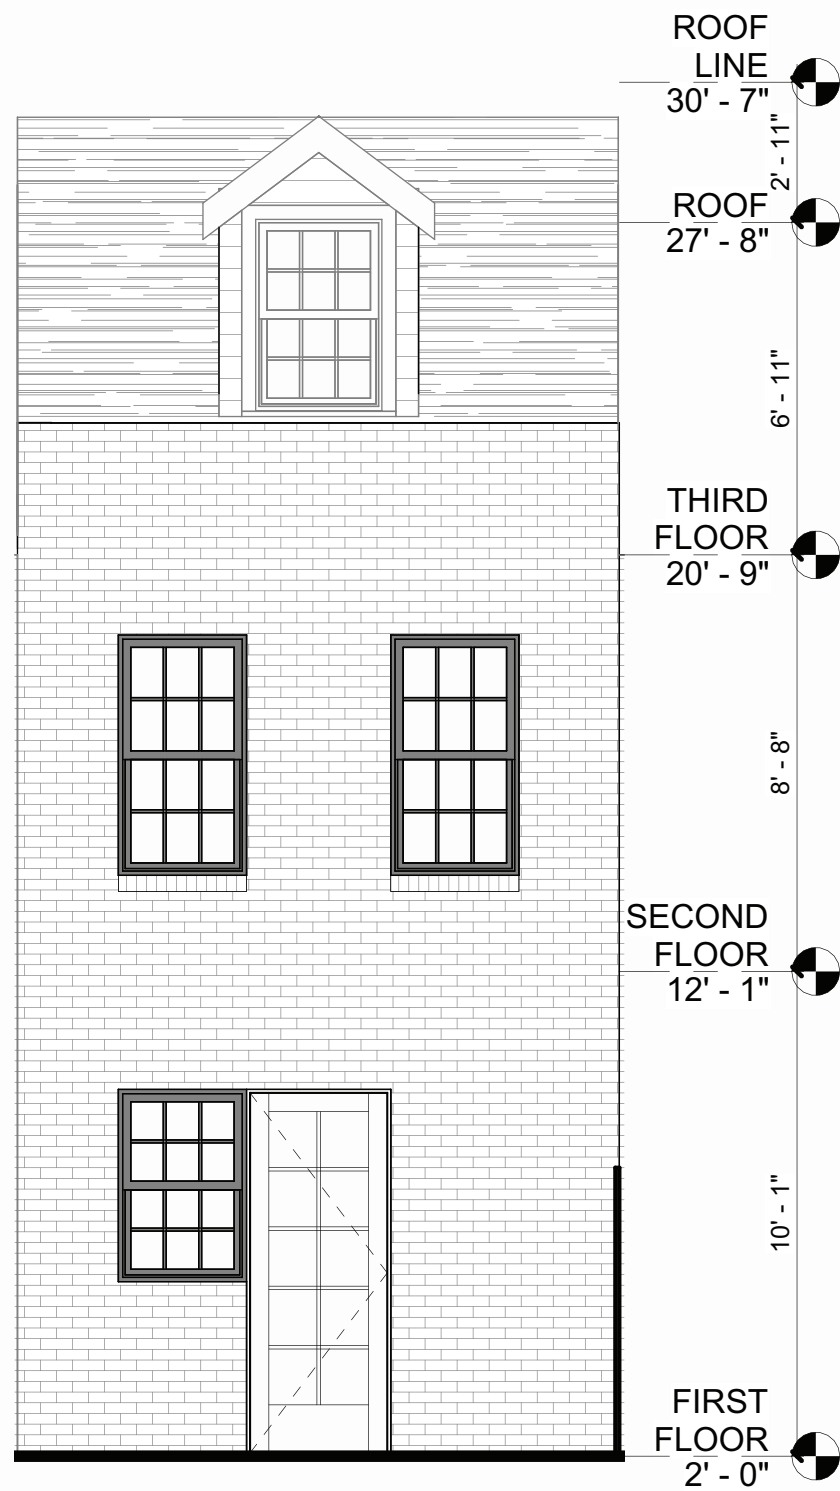 ROOF
LINE
30' - 7"
2' - 11"
ROOF
27' - 8"
6' - 11"
THIRD
FLOOR
20' - 9"
8' - 8"
SECOND
FLOOR
12' - 1"
10' - 1"
FIRST
FLOOR
2' - 0"